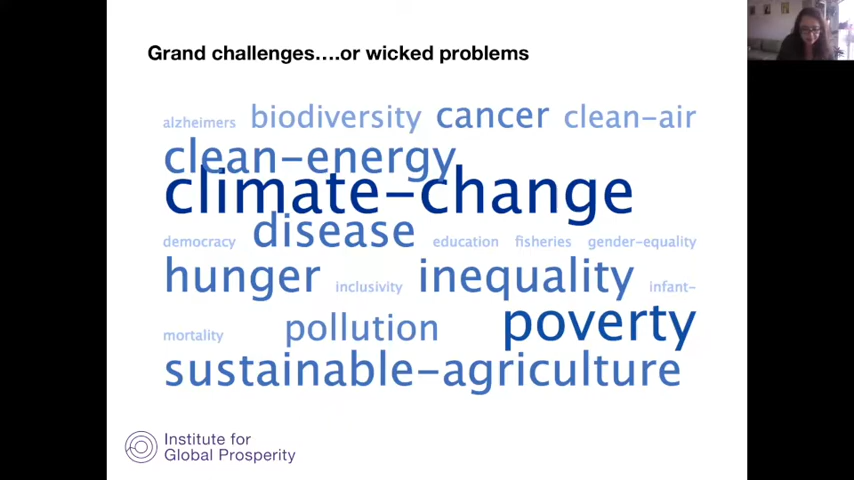 Grand challenges....or wicked problems
alzheimers biodiversity cancer clean-air
clean-energy
climate-change
democracy disease education fisheries gender-equality
hunger inclusivity inequality infant-
mortality pollution poverty
sustainable-agriculture
Institute for
Global Prosperity